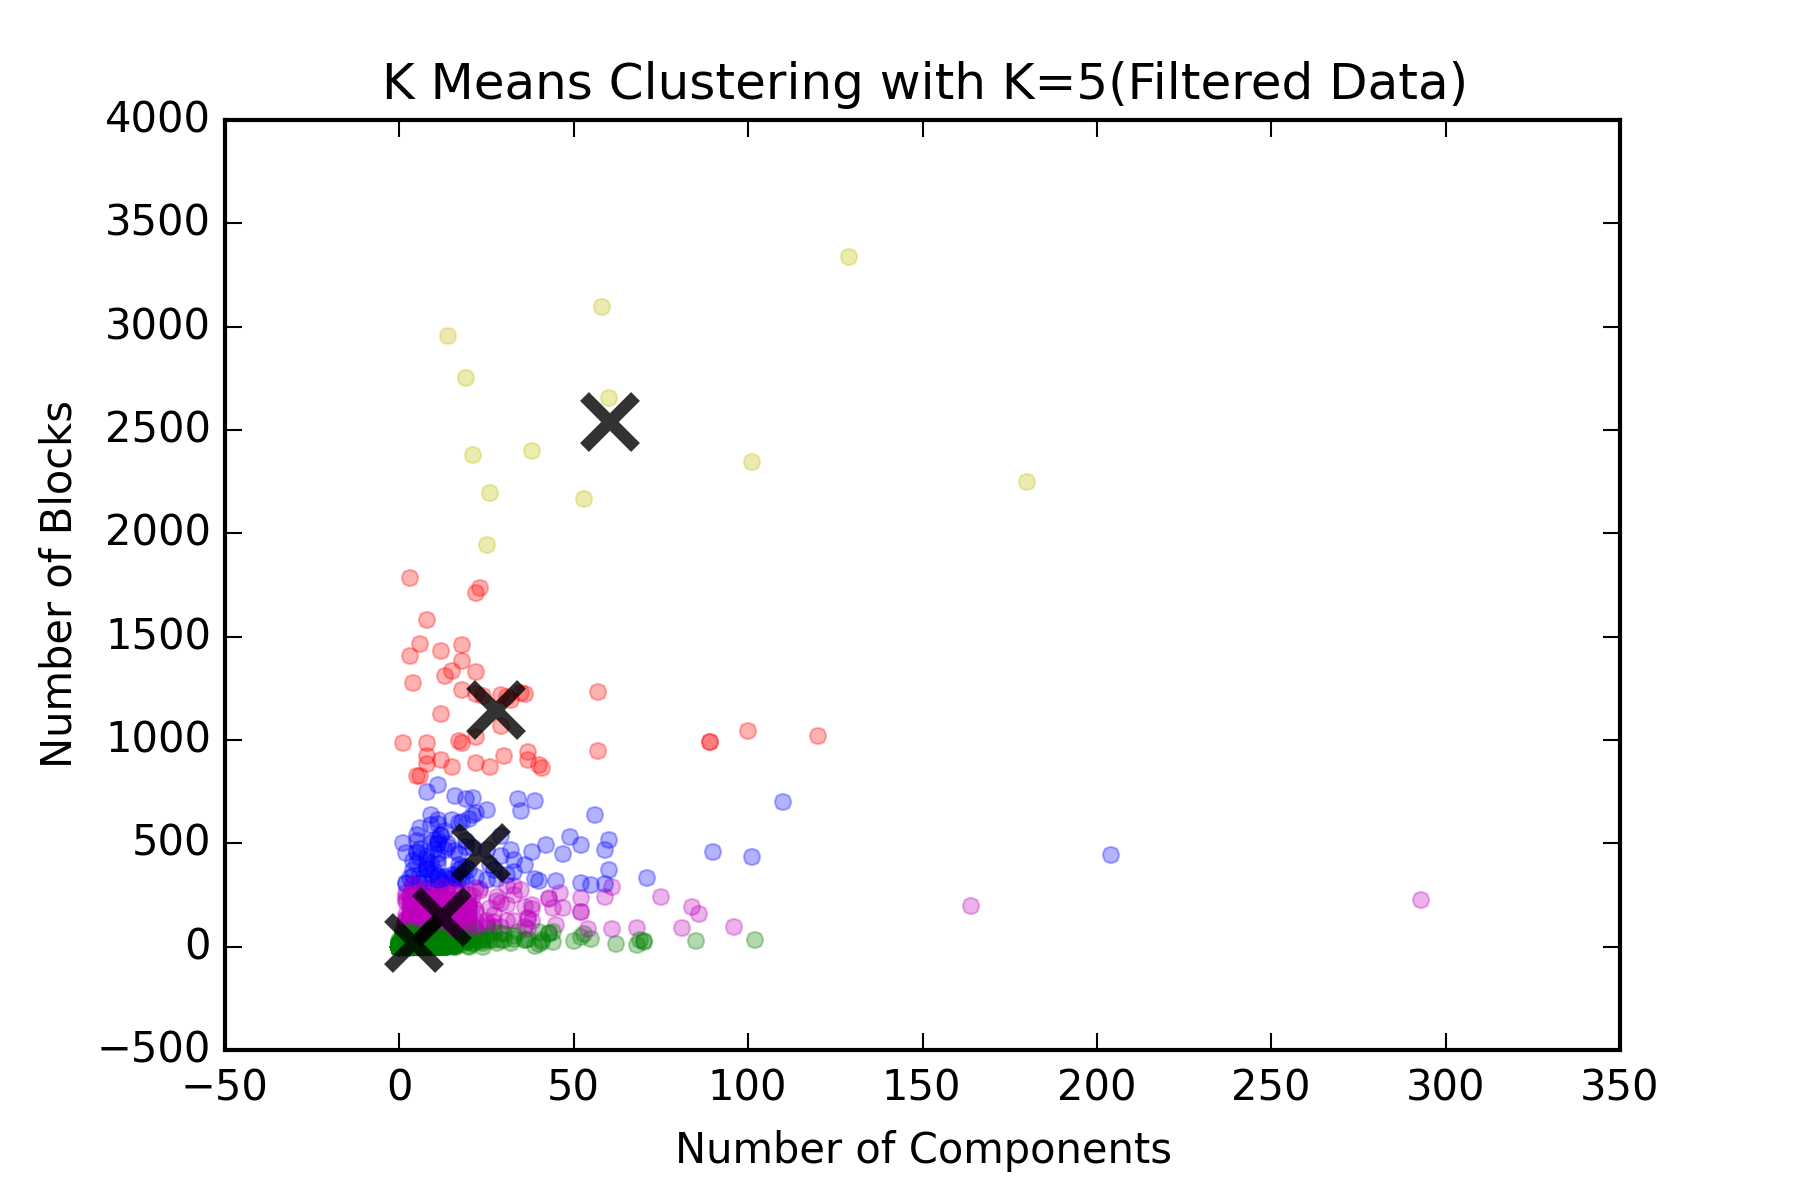 K Means Clustering with K=5(Filtered Data)
4000
3500
3000
2500
2000
1500
1000
500
0
−500
Number of Blocks
−50 0 50 100 150 200 250 300 350
Number of Components